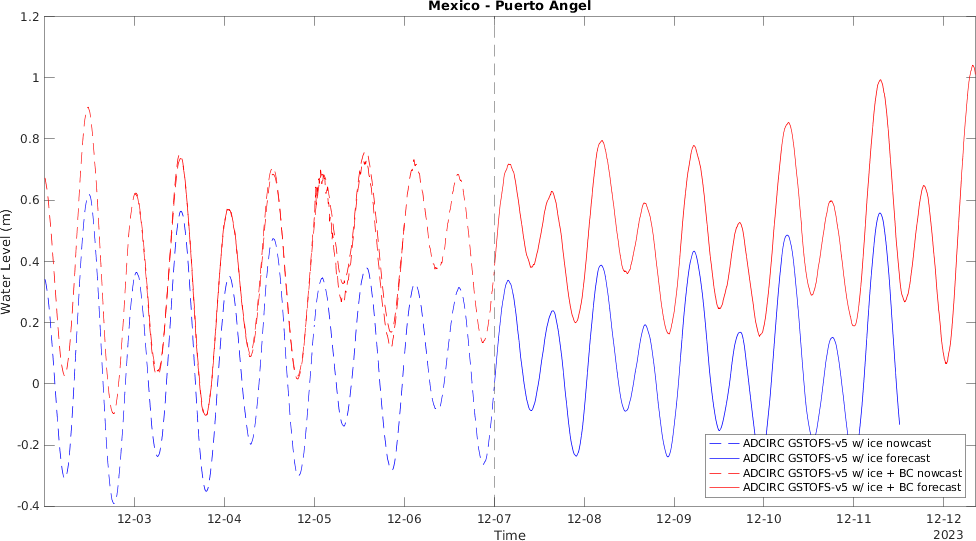 Mexico - Puerto Angel
1.2
1
0.8
0.6
0.4
0.2
0
-0.2
-0.4
Water Level (m)
12-03
12-04
12-05
12-06
12-07
12-08
12-09
12-10
12-11
12-12
2023
Time
ADCIRC GSTOFS-v5 w/ ice nowcast
ADCIRC GSTOFS-v5 w/ ice forecast
ADCIRC GSTOFS-v5 w/ ice + BC nowcast
ADCIRC GSTOFS-v5 w/ ice + BC forecast